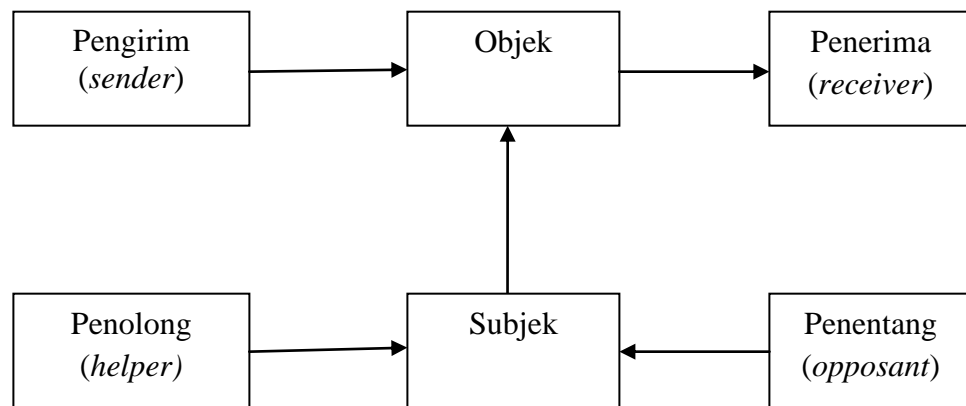 Pengirim
(sender)
Objek
Penerima
(receiver)
Penolong
(helper)
Subjek
Penentang
(opposant)